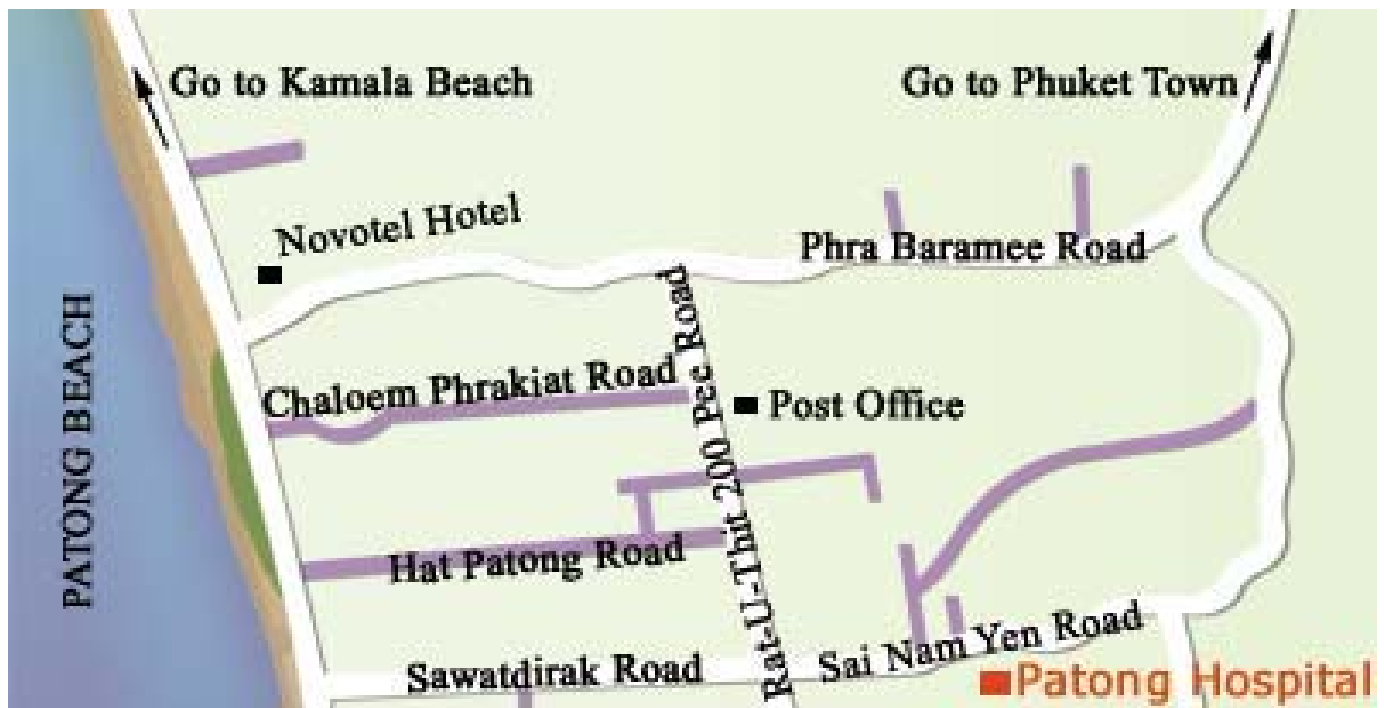 Go to Kamala Beach
Go to Phuket Town
Novotel Hotel
Phra Baramee Road
PATONG BEACH
Chaloem Phrakiat Road
Rat-U-Thit 200 Pee Road
Post Office
Hat Patong Road
Sai Nam Yen Road
Sawatdirak Road
Patong Hospital